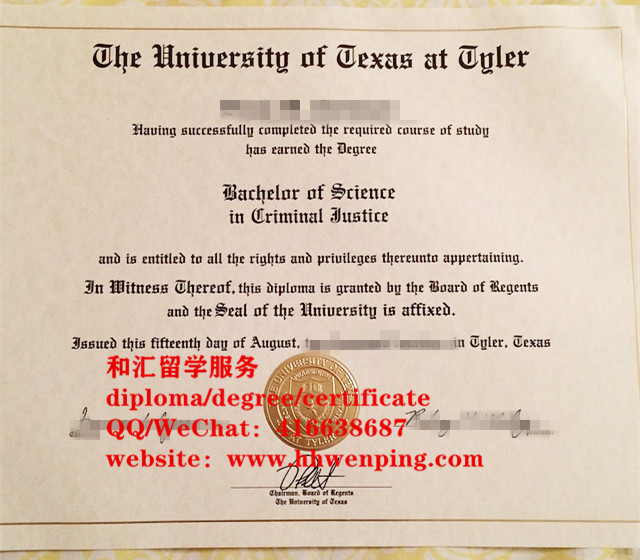 The University of Texas at Tyler
Having successfully completed the required course of study
has earned the Degree
Bachelor of Science
in Criminal Justice
and is entitled to all the rights and privileges thereunto appertaining.
In Witness Thereof, this diploma is granted by the Board of Regents
and the Seal of the University is affixed.
Issued this fifteenth day of August, in Tyler, Texas
和汇留学服务
diploma/degree/certificate
QQ/WeChat：416638687
website：www.hhwenping.com
Chairman, Board of Regents
The University of Texas